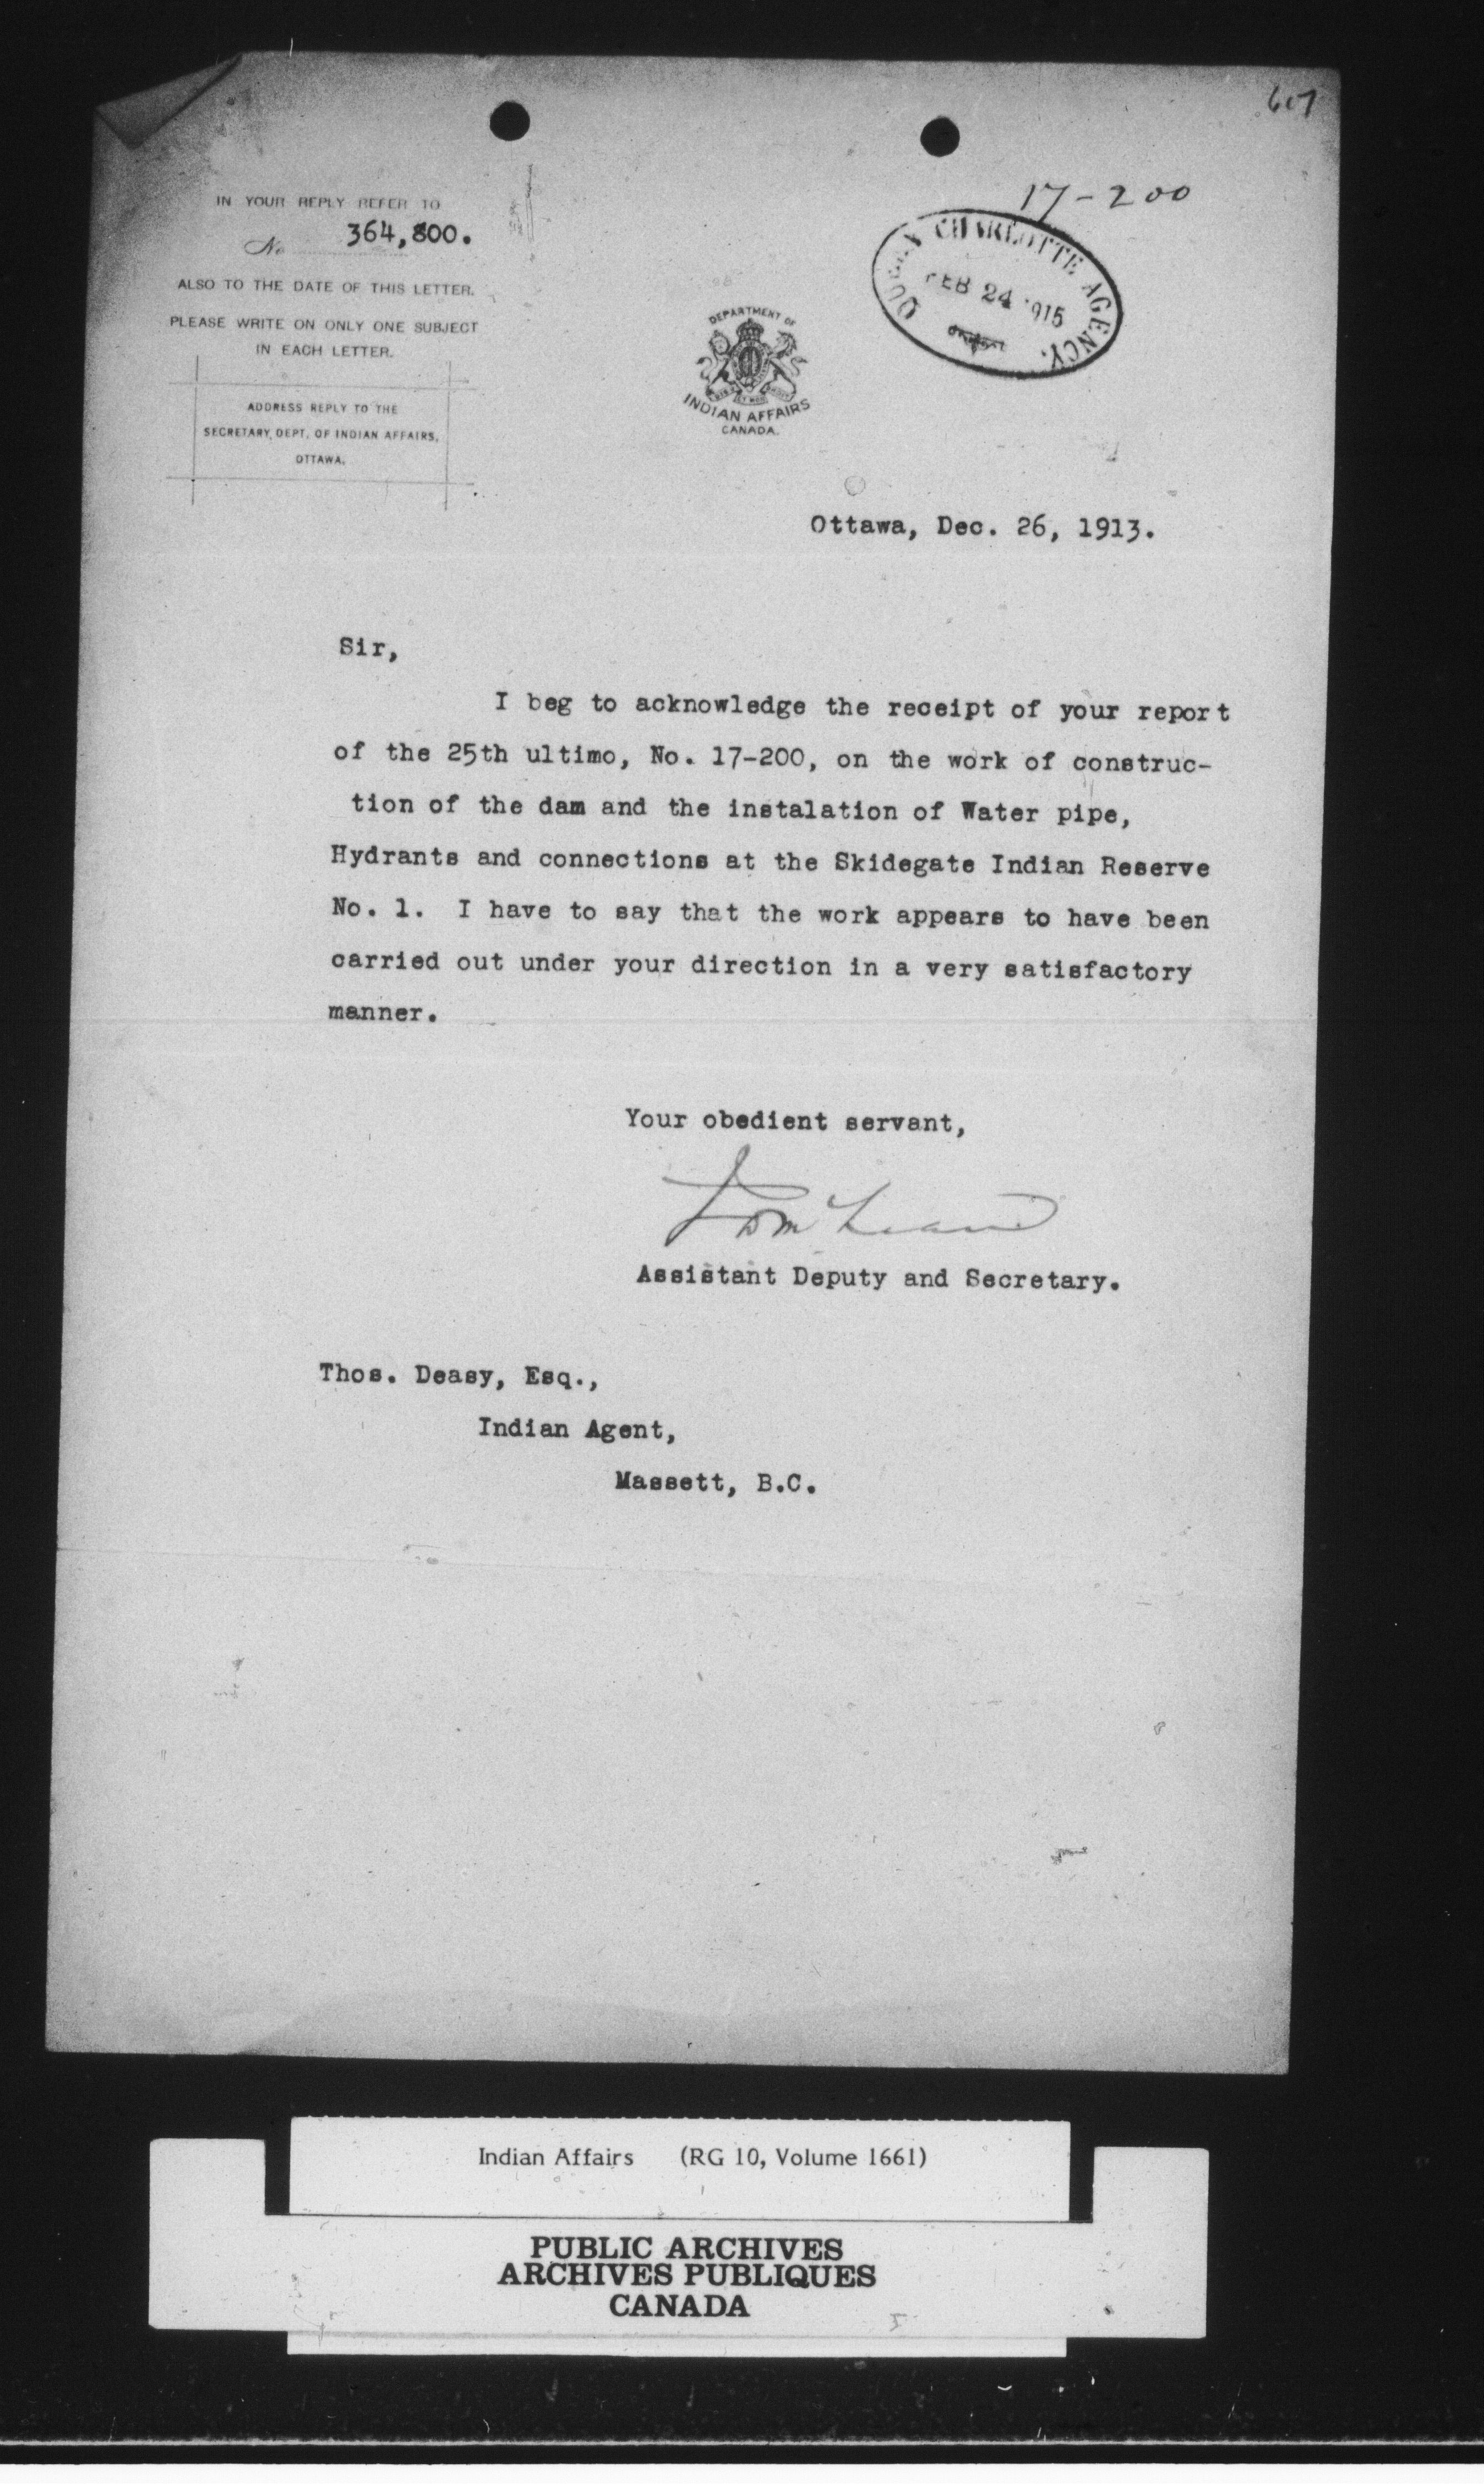 607
17-200
IN YOUR REPLY REFER TO
No 364,800.
ALSO TO THE DATE OF THIS LETTER.
PLEASE WRITE ON ONLY ONE SUBJECT
IN EACH LETTER.
ADDRESS REPLY TO THE
SECRETARY, DEPT. OF INDIAN AFFAIRS,
OTTAWA.
DEPARTMENT OF
INDIAN AFFAIRS
CANADA.
QUEEN CHARLOTTE AGENCY.
FEB 24 1915
Ottawa, Dec. 26, 1913.
Sir,
I beg to acknowledge the receipt of your report
of the 25th ultimo, No. 17-200, on the work of construc-
tion of the dam and the instalation of Water pipe,
Hydrants and connections at the Skidegate Indian Reserve
No. 1. I have to say that the work appears to have been
carried out under your direction in a very satisfactory
manner.
Your obedient servant,
Assistant Deputy and Secretary.
Thos. Deasy, Esq.,
Indian Agent,
Massett, B.C.
Indian Affairs (RG 10, Volume 1661)
PUBLIC ARCHIVES
ARCHIVES PUBLIQUES
CANADA